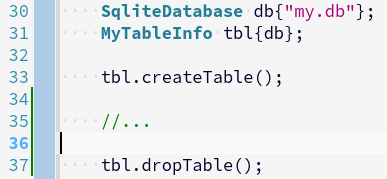 30 SqliteDatabase db{"my.db"};
31 MyTableInfo tbl{db};
32
33 tbl.createTable();
34
35 //...
36
37 tbl.dropTable();